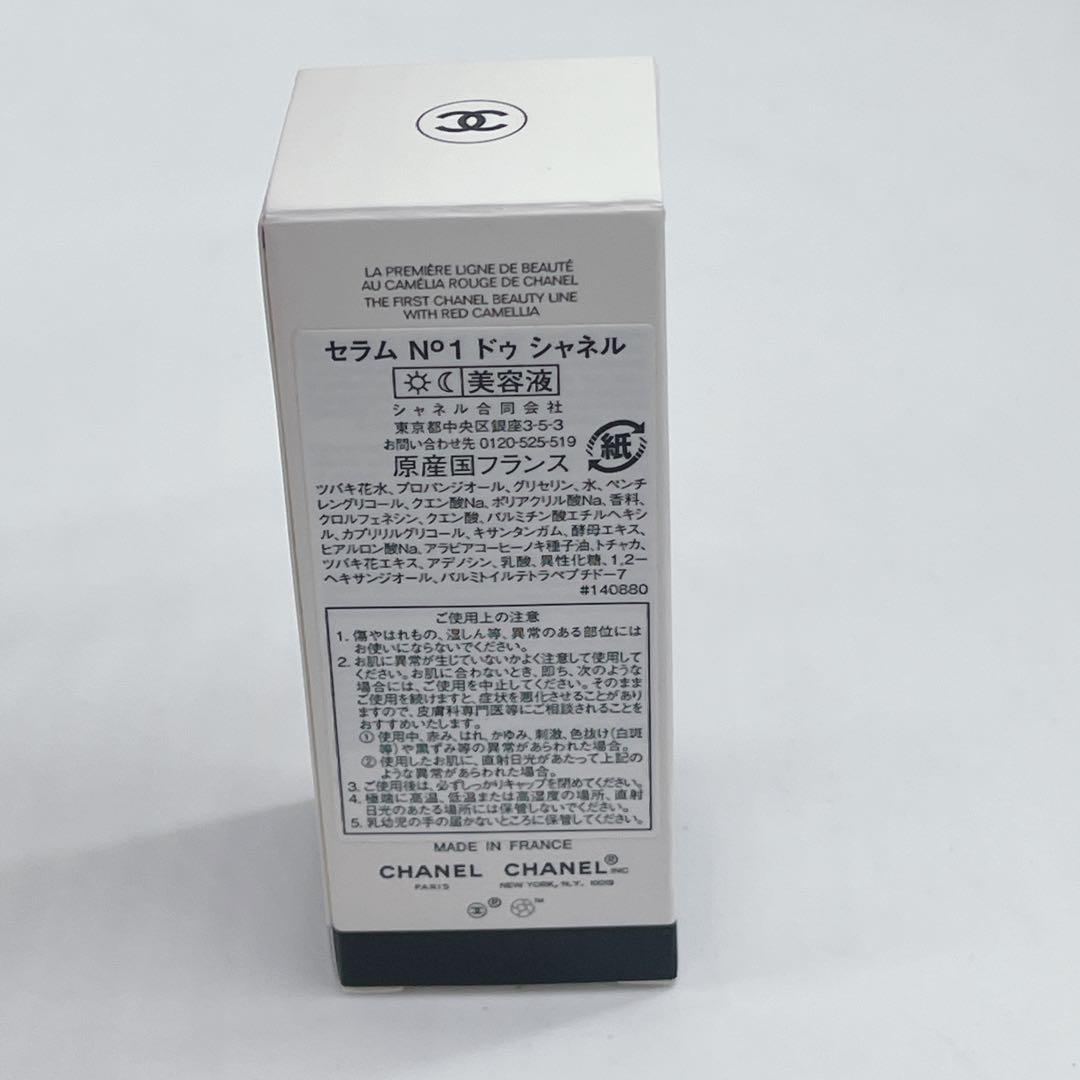 LA PREMIÈRE LIGNE DE BEAUTÉ
AU CAMÉLIA ROUGE DE CHANEL
THE FIRST CHANEL BEAUTY LINE
WITH RED CAMELLIA
セラム Nº1 ドゥ シャネル
美容液
シャネル合同会社
東京都中央区銀座3-5-3
お問い合わせ先 0120-525-519
紙
原産国フランス
ツバキ花水、プロパンジオール、グリセリン、水、ペンチ
レングリコール、クエン酸Na、ポリアクリル酸Na、香料、
クロルフェネシン、クエン酸、パルミチン酸エチルヘキシ
ル、カプリリルグリコール、キサンタンガム、酵母エキス、
ヒアルロン酸Na、アラビアコーヒーノキ種子油、トチャカ、
ツバキ花エキス、アデノシン、乳酸、異性化糖、1,2-
ヘキサンジオール、パルミトイルテトラペプチド-7
#140880
ご使用上の注意
1. 傷やはれもの、湿しん等、異常のある部位には
お使いにならないでください。
2. お肌に異常が生じていないかよく注意して使用して
ください。お肌に合わないとき、即ち、次のような
場合には、ご使用を中止してください。そのまま
ご使用を続けますと、症状を悪化させることがあり
ますので、皮膚科専門医等にご相談されることを
おすすめいたします。
① 使用中、赤み、はれ、かゆみ、刺激、色抜け(白斑
等)や黒ずみ等の異常があらわれた場合。
② 使用したお肌に、直射日光があたって上記の
ような異常があらわれた場合。
3. ご使用後は、必ずしっかりキャップを閉めてください。
4. 極端に高温、低温または高湿度の場所、直射
日光のあたる場所には保管しないでください。
5. 乳幼児の手の届かないところに保管してください。
MADE IN FRANCE
CHANEL CHANEL® INC
PARIS NEW YORK, N.Y. 10019
® ™